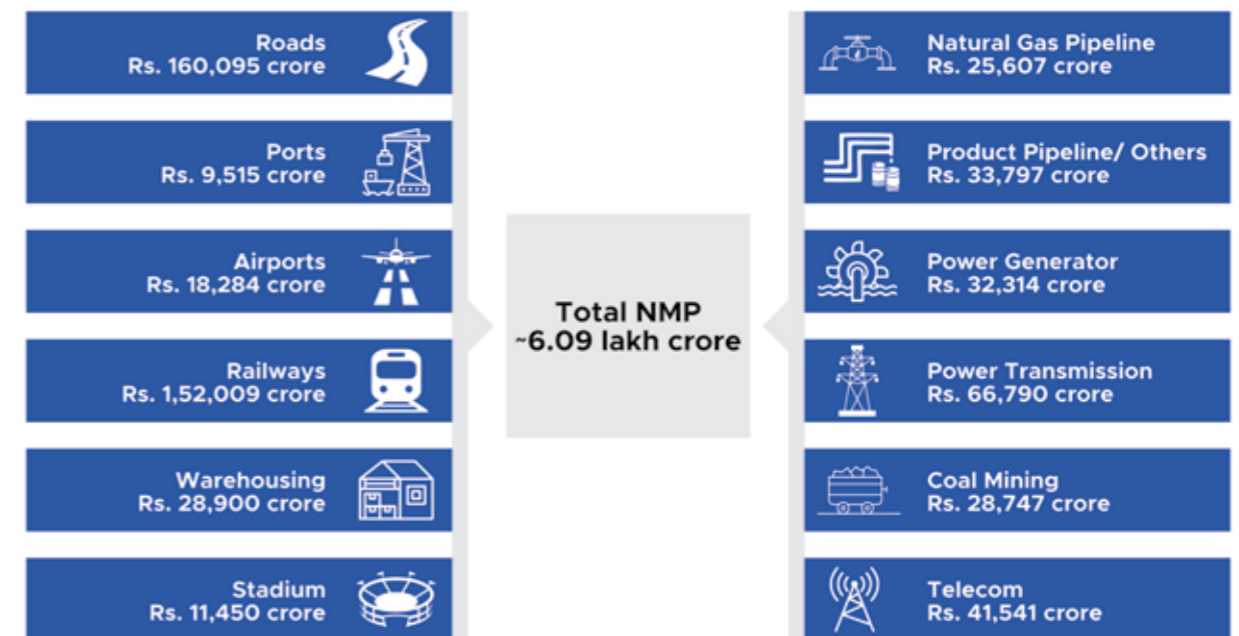 Roads
Rs. 160,095 crore
Ports
Rs. 9,515 crore
Airports
Rs. 18,284 crore
Railways
Rs. 1,52,009 crore
Warehousing
Rs. 28,900 crore
Stadium
Rs. 11,450 crore
Total NMP
~6.09 lakh crore
Natural Gas Pipeline
Rs. 25,607 crore
Product Pipeline/ Others
Rs. 33,797 crore
Power Generator
Rs. 32,314 crore
Power Transmission
Rs. 66,790 crore
Coal Mining
Rs. 28,747 crore
Telecom
Rs. 41,541 crore